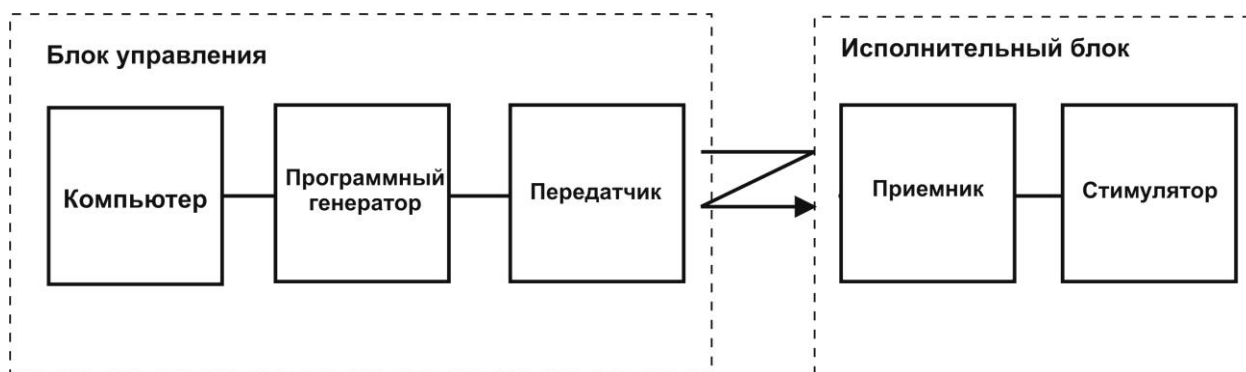 Блок управления
Исполнительный блок
Компьютер
Программный
генератор
Передатчик
Приемник
Стимулятор